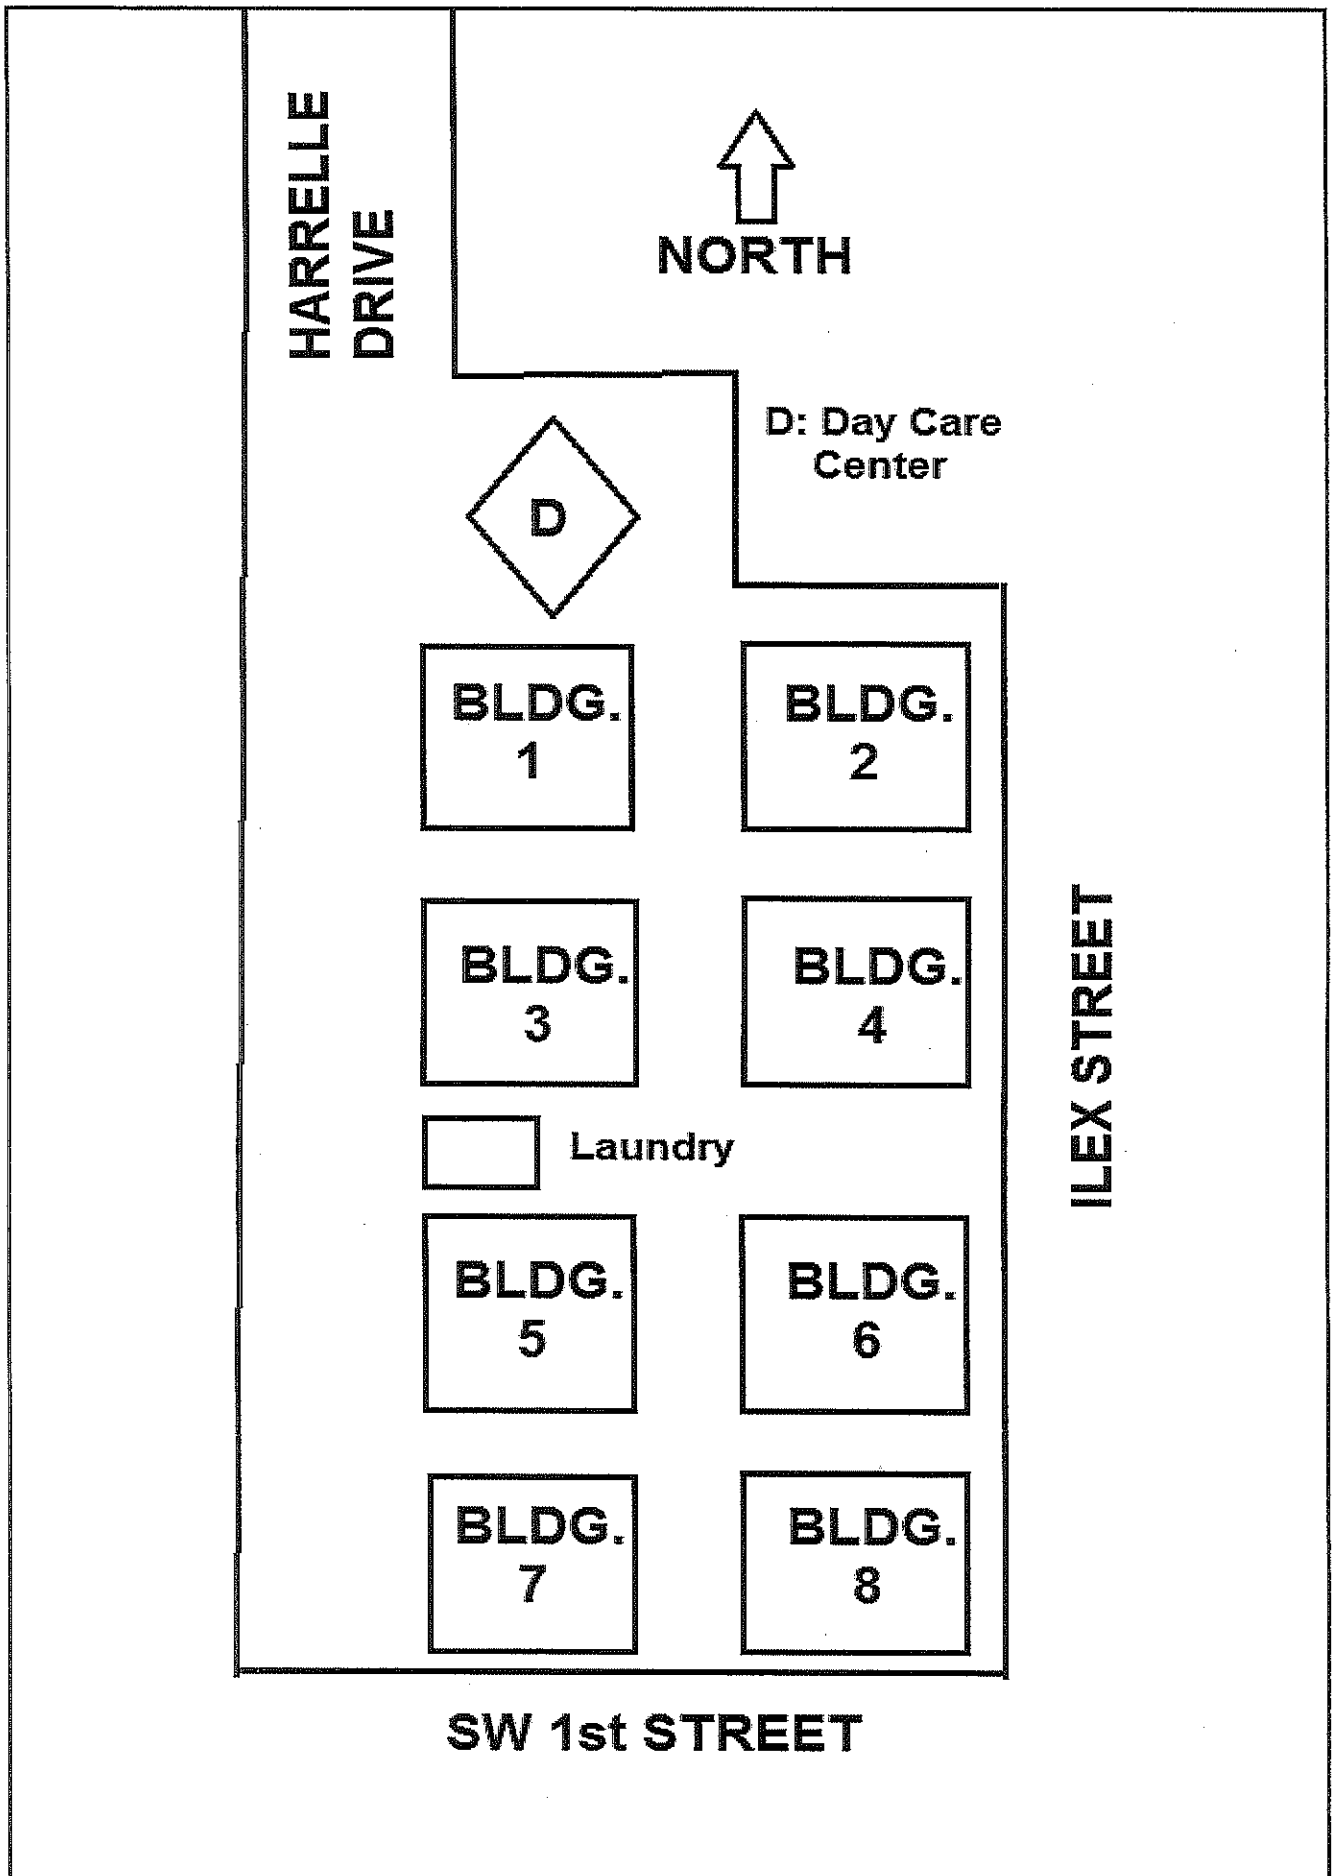 HARRELLE
DRIVE
NORTH
D: Day Care
Center
D
BLDG.
1
BLDG.
2
BLDG.
3
BLDG.
4
ILEX STREET
Laundry
BLDG.
5
BLDG.
6
BLDG.
7
BLDG.
8
SW 1st STREET